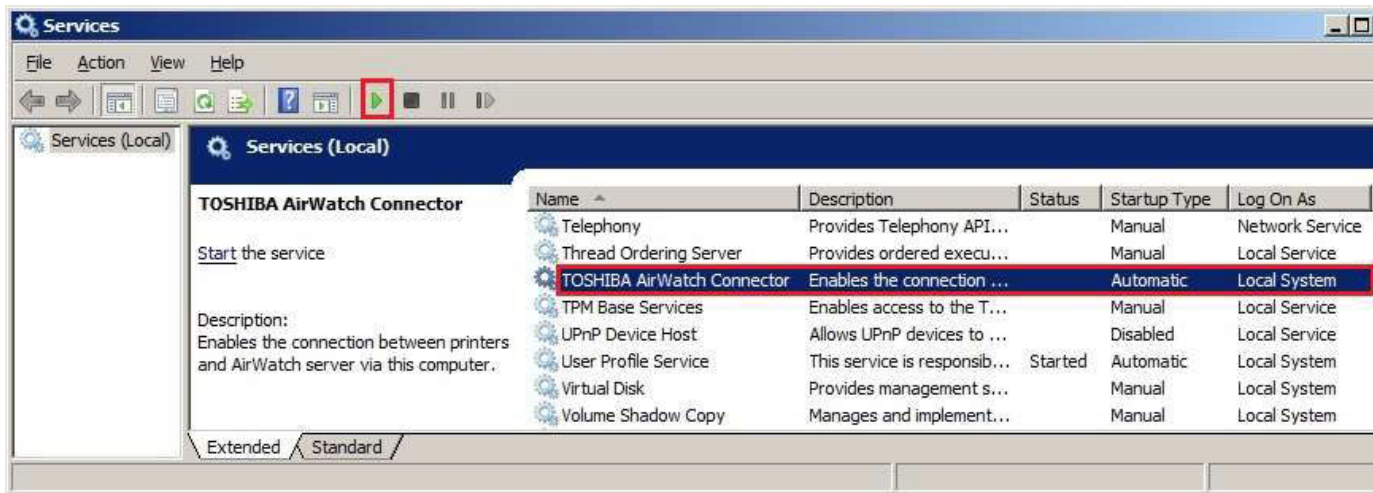 Services
File Action View Help
Services (Local)
Services (Local)
TOSHIBA AirWatch Connector
Start the service
Description:
Enables the connection between printers
and AirWatch server via this computer.
Name Description Status Startup Type Log On As
Telephony Provides Telephony API... Manual Network Service
Thread Ordering Server Provides ordered execu... Manual Local Service
TOSHIBA AirWatch Connector Enables the connection ... Automatic Local System
TPM Base Services Enables access to the T... Manual Local Service
UPnP Device Host Allows UPnP devices to ... Disabled Local Service
User Profile Service This service is responsib... Started Automatic Local System
Virtual Disk Provides management s... Manual Local System
Volume Shadow Copy Manages and implement... Manual Local System
Extended Standard